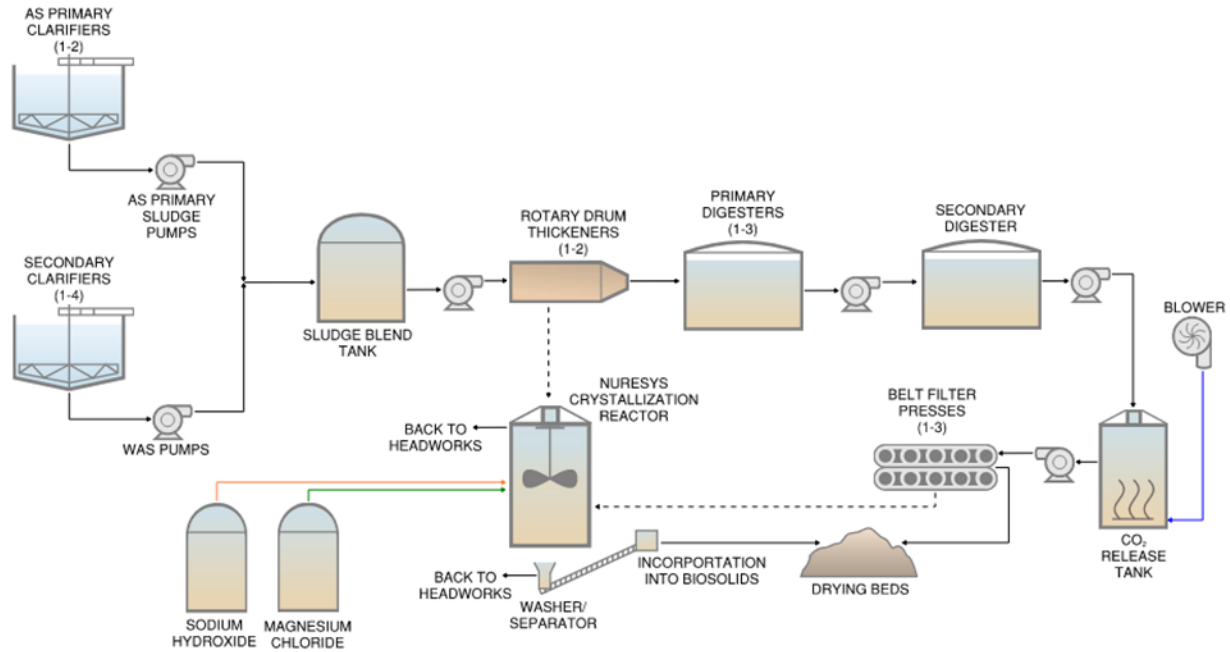 AS PRIMARY
CLARIFIERS
(1-2)
AS PRIMARY
SLUDGE
PUMPS
SECONDARY
CLARIFIERS
(1-4)
WAS PUMPS
SLUDGE BLEND
TANK
ROTARY DRUM
THICKENERS
(1-2)
PRIMARY
DIGESTERS
(1-3)
SECONDARY
DIGESTER
BLOWER
NURESYS
CRYSTALLIZATION
REACTOR
BACK TO
HEADWORKS
BELT FILTER
PRESSES
(1-3)
CO₂
RELEASE
TANK
SODIUM
HYDROXIDE
MAGNESIUM
CHLORIDE
BACK TO
HEADWORKS
WASHER/
SEPARATOR
INCORPORTATION
INTO BIOSOLIDS
DRYING BEDS